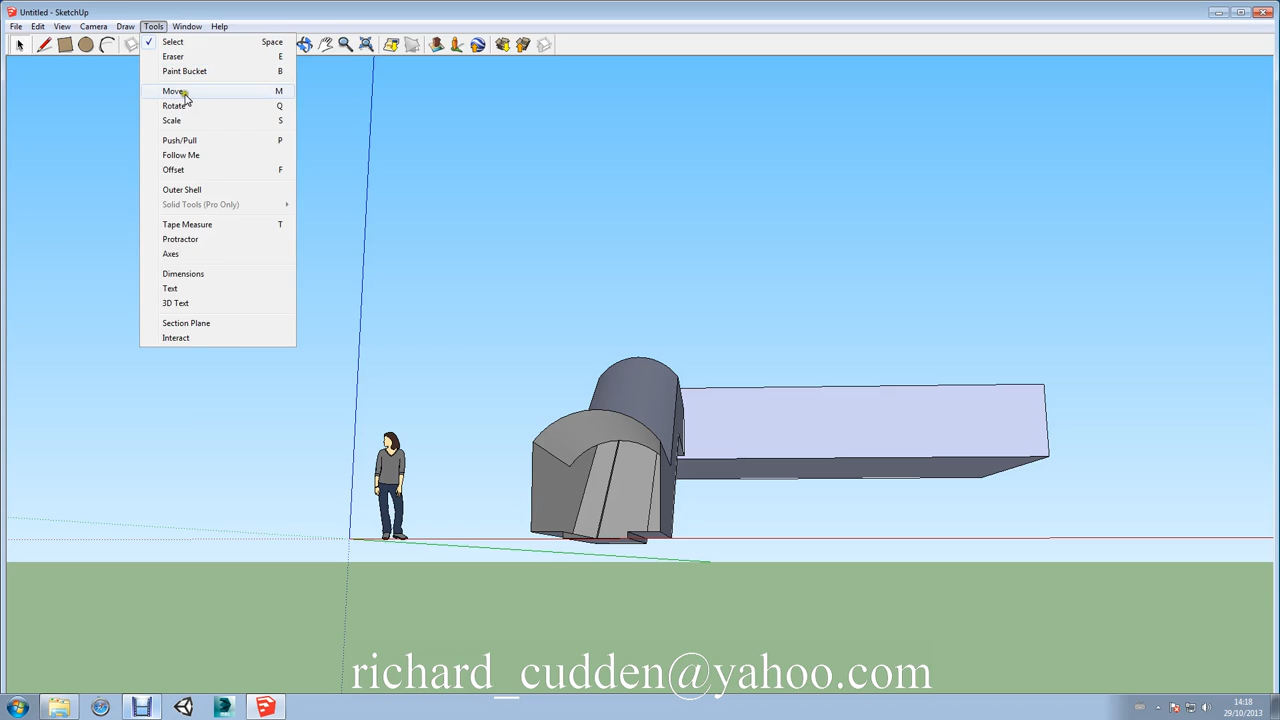 Untitled - SketchUp
File Edit View Camera Draw Tools Window Help
Select Space
Eraser E
Paint Bucket B
Move M
Rotate Q
Scale S
Push/Pull P
Follow Me
Offset F
Outer Shell
Solid Tools (Pro Only)
Tape Measure T
Protractor
Axes
Dimensions
Text
3D Text
Section Plane
Interact
richard_cudden@yahoo.com
14:18
29/10/2013